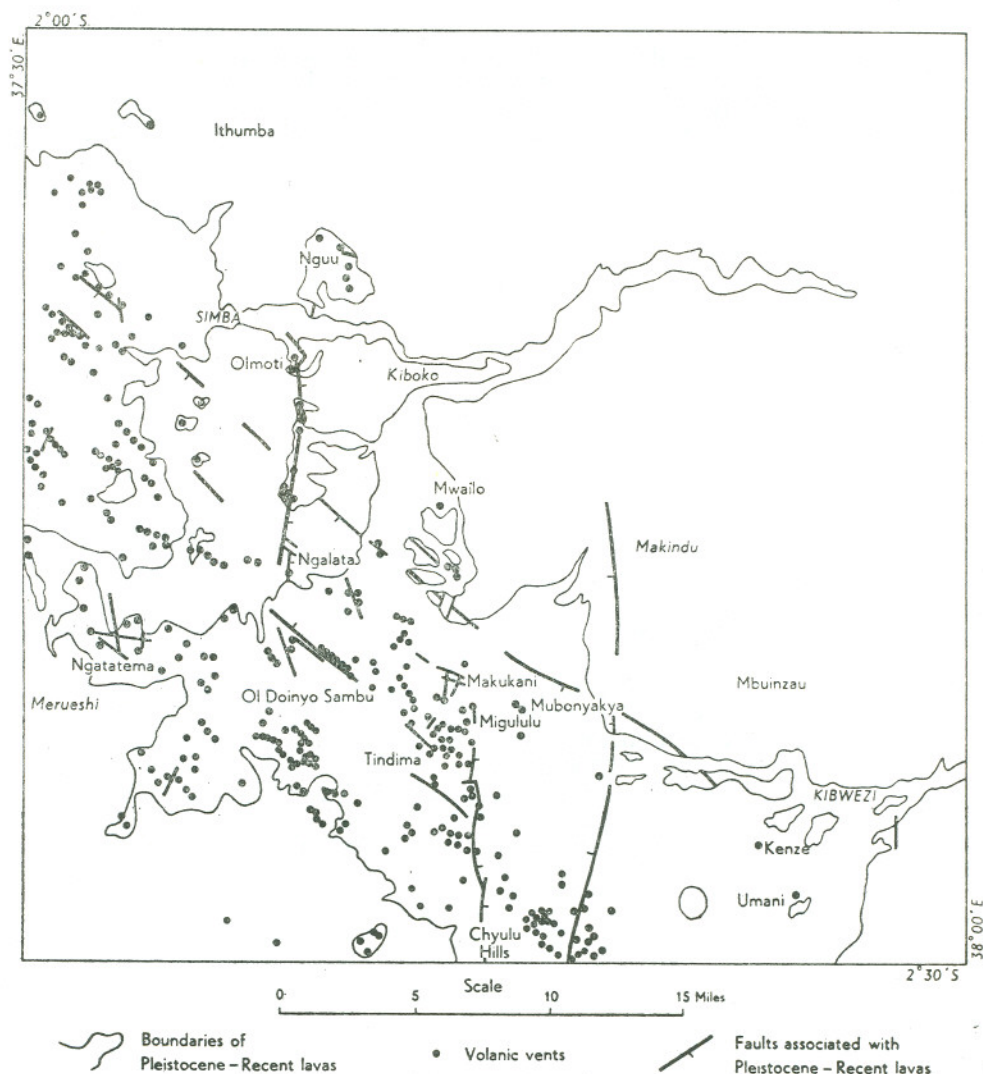 2°00′S.
37°30′E.
Ithumba
Nguu
SIMBA
Olmoti
Kiboko
Mwailo
Makindu
Ngalata
Ngatatema
Merueshi
Ol Doinyo Sambu
Makukani
Mubonyakya
Mbuinzau
Migululu
Tindima
KIBWEZI
Kenze
Umani
Chyulu
Hills
38°00′E
2°30′S
Scale
0 5 10 15 Miles
Boundaries of
Pleistocene – Recent lavas
Volanic vents
Faults associated with
Pleistocene – Recent lavas